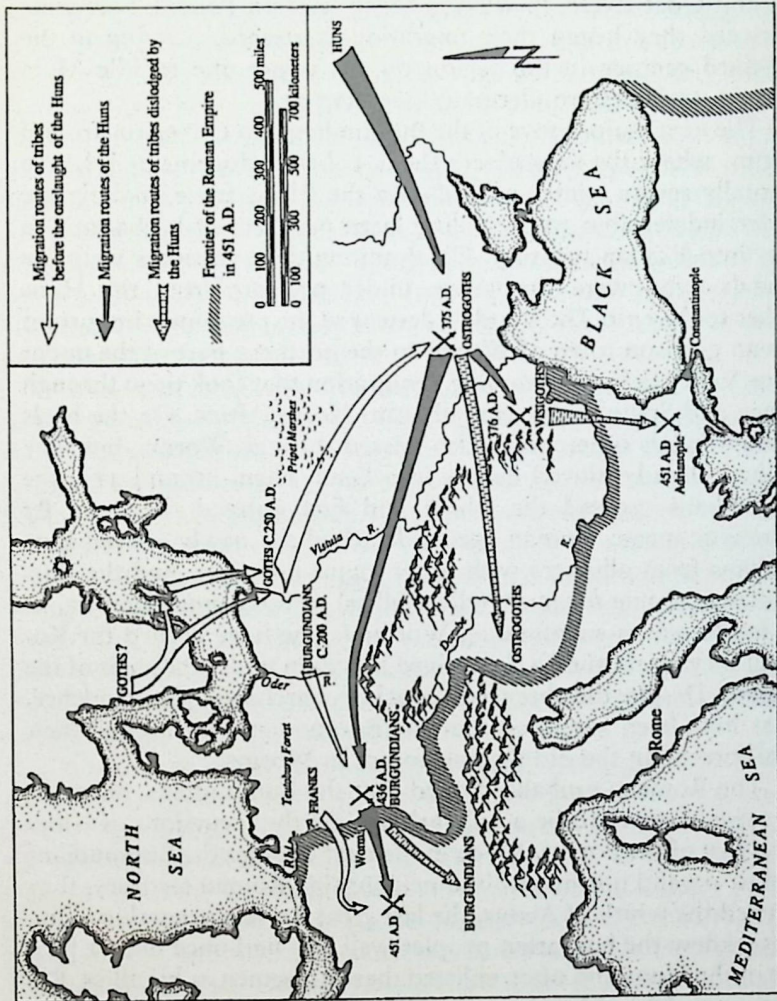 Migration routes of tribes
before the onslaught of the Huns
Migration routes of the Huns
Migration routes of tribes dislodged by
the Huns
Frontier of the Roman Empire
in 451 A.D.
0 100 200 300 400 500 miles
0 100 300 500 700 kilometers
HUNS
N
NORTH
SEA
GOTHS?
GOTHS C.250 A.D.
Pripet Marshes
BURGUNDIANS
C.200 A.D.
Vistula R.
Oder R.
375 A.D.
OSTROGOTHS
Teutoburg Forest
FRANKS
Rhine
Worms
436 A.D.
BURGUNDIANS
451 A.D.
BURGUNDIANS
376 A.D.
VISIGOTHS
BLACK SEA
Danube R.
OSTROGOTHS
451 A.D
Adrianople
Constantinople
Rome
MEDITERRANEAN SEA